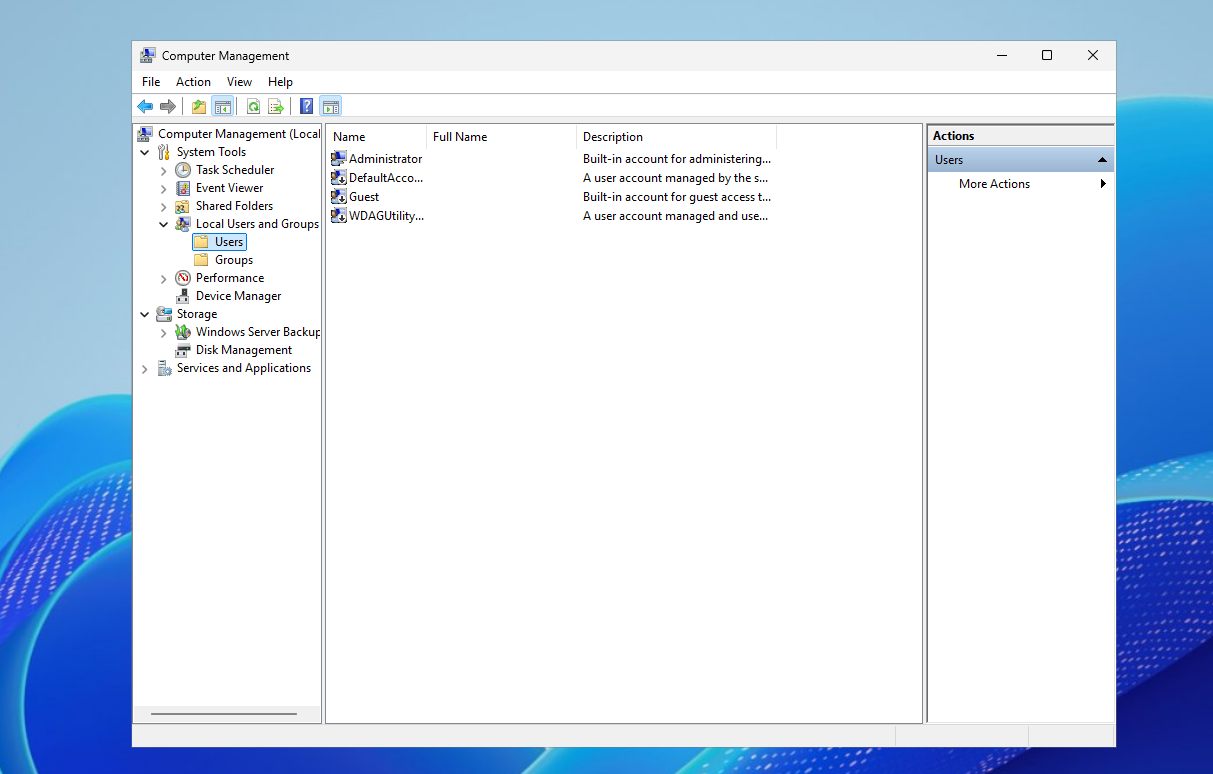 Computer Management
File Action View Help
Computer Management (Local
System Tools
Task Scheduler
Event Viewer
Shared Folders
Local Users and Groups
Users
Groups
Performance
Device Manager
Storage
Windows Server Backup
Disk Management
Services and Applications
Name Full Name Description
Administrator Built-in account for administering...
DefaultAcco... A user account managed by the s...
Guest Built-in account for guest access t...
WDAGUtility... A user account managed and use...
Actions
Users
More Actions